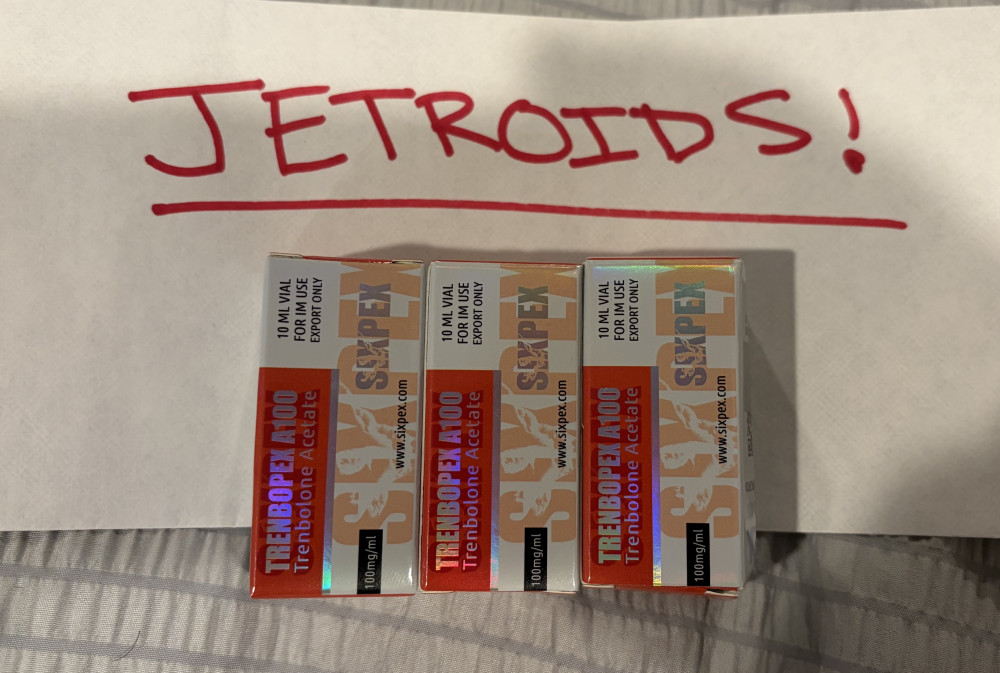 JETROIDS!
10 ML VIAL
FOR IM USE
EXPORT ONLY
SIXPEX
www.sixpex.com
TRENBOPEX A100
Trenbolone Acetate
100mg/ml
10 ML VIAL
FOR IM USE
EXPORT ONLY
SIXPEX
www.sixpex.com
TRENBOPEX A100
Trenbolone Acetate
100mg/ml
10 ML VIAL
FOR IM USE
EXPORT ONLY
SIXPEX
www.sixpex.com
TRENBOPEX A100
Trenbolone Acetate
100mg/ml